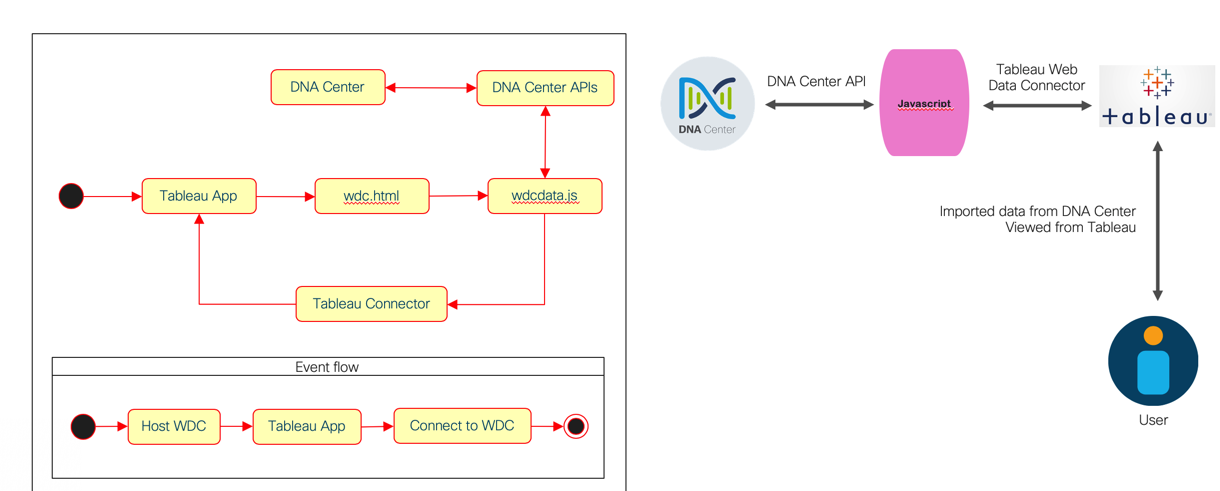 DNA Center
DNA Center APIs
Tableau App
wdc.html
wdcdata.js
Tableau Connector
Event flow
Host WDC
Tableau App
Connect to WDC
DNA Center
DNA Center API
Javascript
Tableau Web
Data Connector
+ableau
Imported data from DNA Center
Viewed from Tableau
User